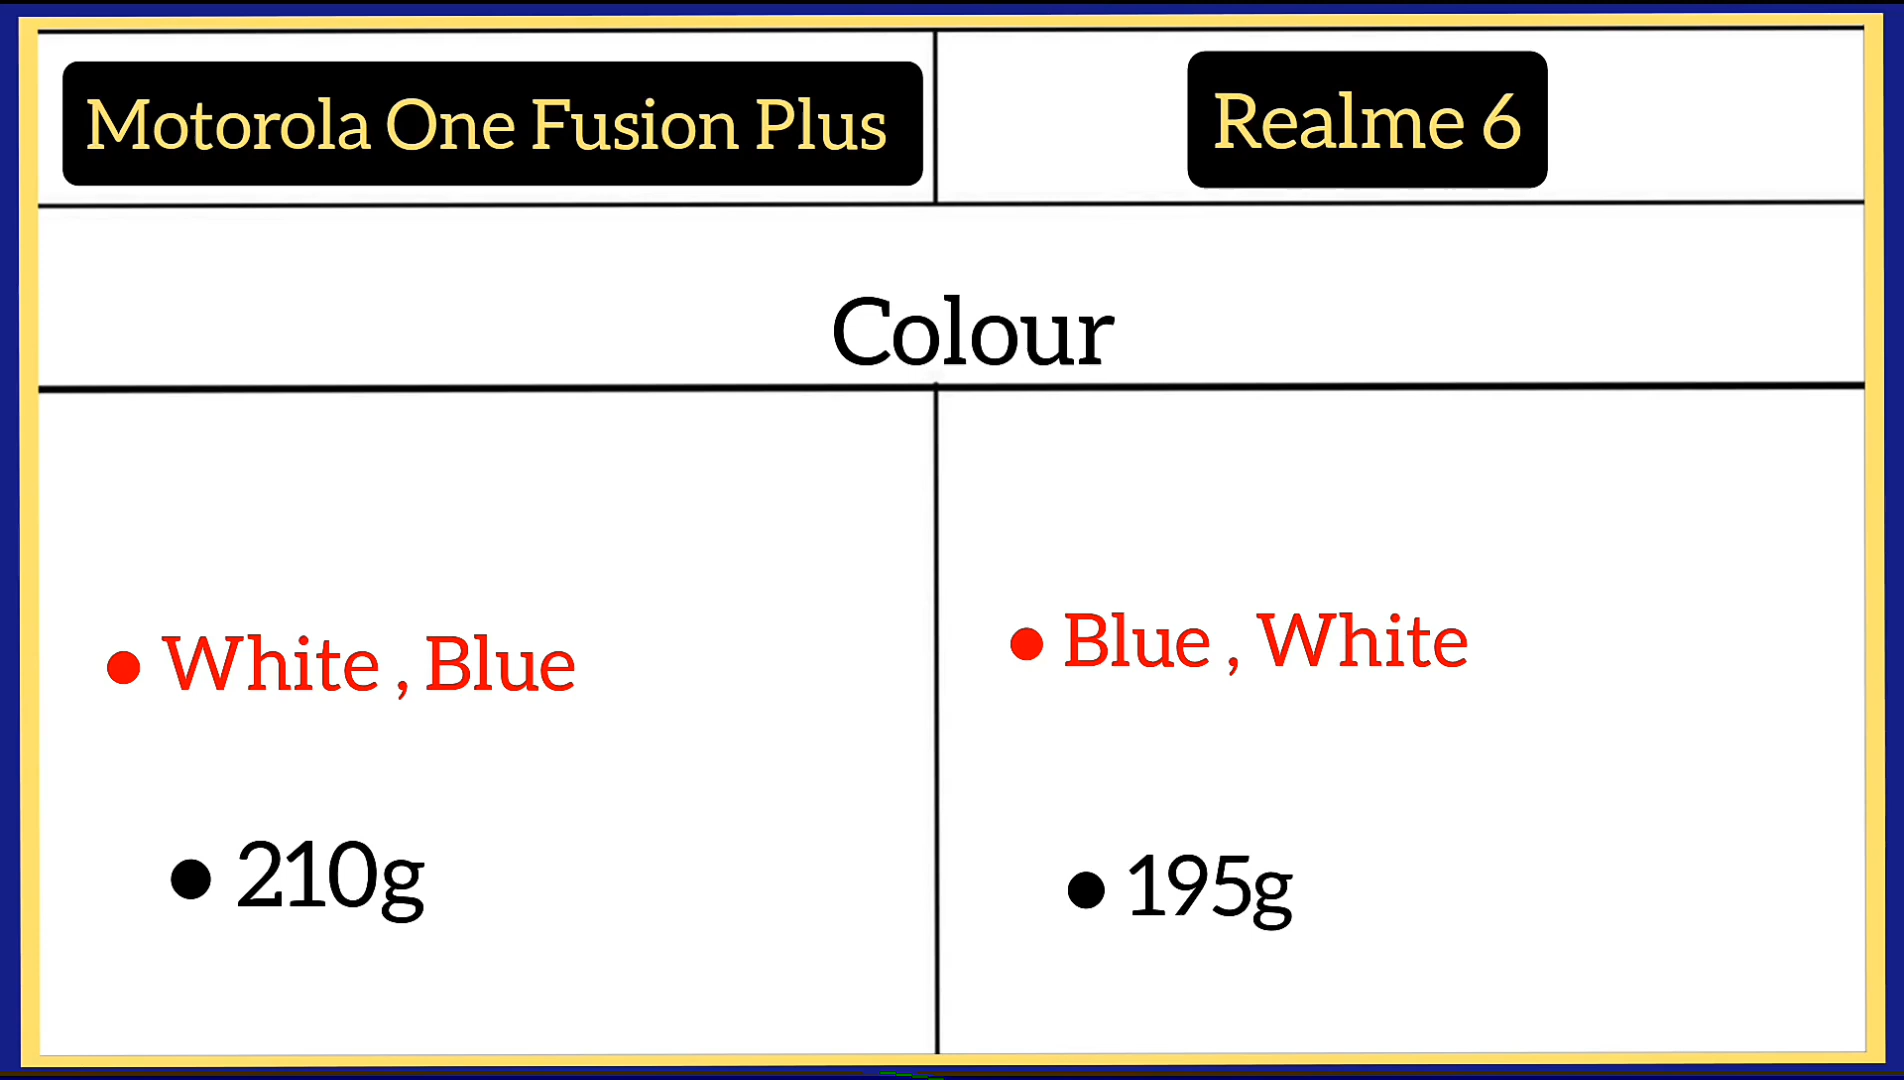 Motorola One Fusion Plus
Realme 6
Colour
• White , Blue
• Blue , White
• 210g
• 195g